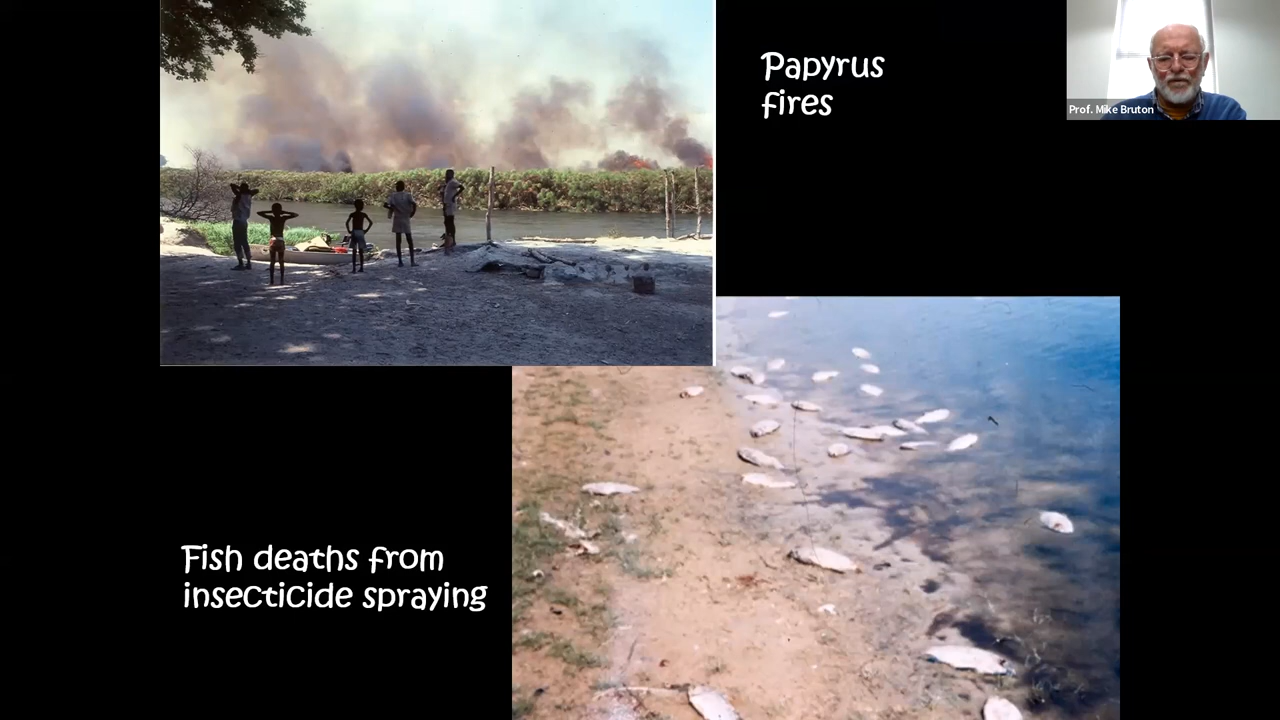 Papyrus
fires
Prof. Mike Bruton
Fish deaths from
insecticide spraying